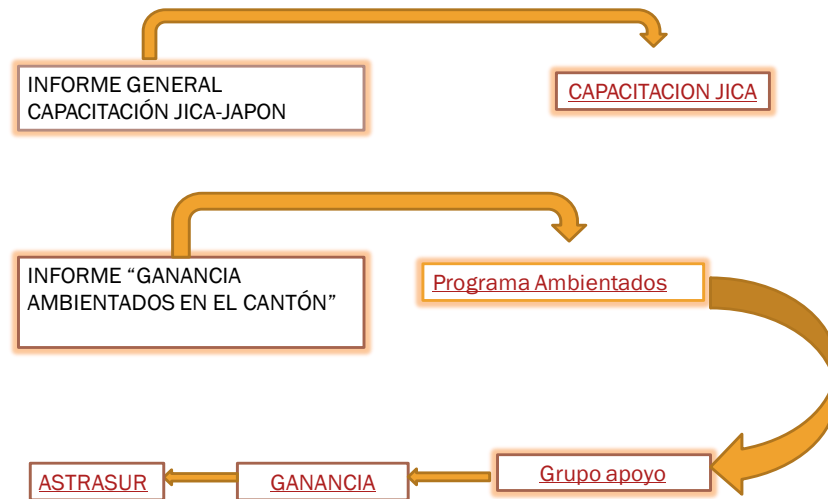 INFORME GENERAL
CAPACITACIÓN JICA-JAPON
CAPACITACION JICA
INFORME “GANANCIA
AMBIENTADOS EN EL CANTÓN”
Programa Ambientados
Grupo apoyo
GANANCIA
ASTRASUR